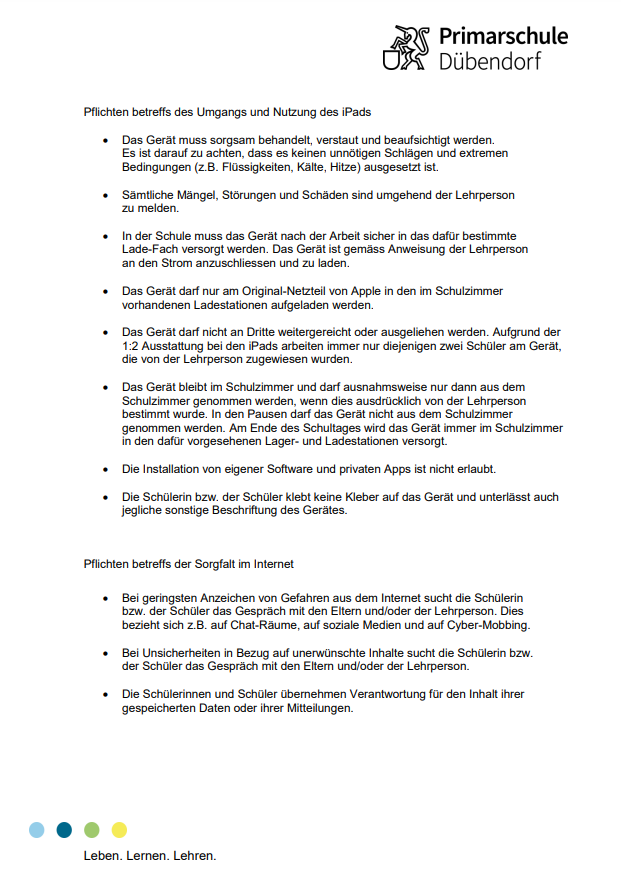 Primarschule
Dübendorf
Pflichten betreffs des Umgangs und Nutzung des iPads
• Das Gerät muss sorgsam behandelt, verstaut und beaufsichtigt werden.
Es ist darauf zu achten, dass es keinen unnötigen Schlägen und extremen
Bedingungen (z.B. Flüssigkeiten, Kälte, Hitze) ausgesetzt ist.
• Sämtliche Mängel, Störungen und Schäden sind umgehend der Lehrperson
zu melden.
• In der Schule muss das Gerät nach der Arbeit sicher in das dafür bestimmte
Lade-Fach versorgt werden. Das Gerät ist gemäss Anweisung der Lehrperson
an den Strom anzuschliessen und zu laden.
• Das Gerät darf nur am Original-Netzteil von Apple in den im Schulzimmer
vorhandenen Ladestationen aufgeladen werden.
• Das Gerät darf nicht an Dritte weitergereicht oder ausgeliehen werden. Aufgrund der
1:2 Ausstattung bei den iPads arbeiten immer nur diejenigen zwei Schüler am Gerät,
die von der Lehrperson zugewiesen wurden.
• Das Gerät bleibt im Schulzimmer und darf ausnahmsweise nur dann aus dem
Schulzimmer genommen werden, wenn dies ausdrücklich von der Lehrperson
bestimmt wurde. In den Pausen darf das Gerät nicht aus dem Schulzimmer
genommen werden. Am Ende des Schultages wird das Gerät immer im Schulzimmer
in den dafür vorgesehenen Lager- und Ladestationen versorgt.
• Die Installation von eigener Software und privaten Apps ist nicht erlaubt.
• Die Schülerin bzw. der Schüler klebt keine Kleber auf das Gerät und unterlässt auch
jegliche sonstige Beschriftung des Gerätes.
Pflichten betreffs der Sorgfalt im Internet
• Bei geringsten Anzeichen von Gefahren aus dem Internet sucht die Schülerin
bzw. der Schüler das Gespräch mit den Eltern und/oder der Lehrperson. Dies
bezieht sich z.B. auf Chat-Räume, auf soziale Medien und auf Cyber-Mobbing.
• Bei Unsicherheiten in Bezug auf unerwünschte Inhalte sucht die Schülerin bzw.
der Schüler das Gespräch mit den Eltern und/oder der Lehrperson.
• Die Schülerinnen und Schüler übernehmen Verantwortung für den Inhalt ihrer
gespeicherten Daten oder ihrer Mitteilungen.
Leben. Lernen. Lehren.